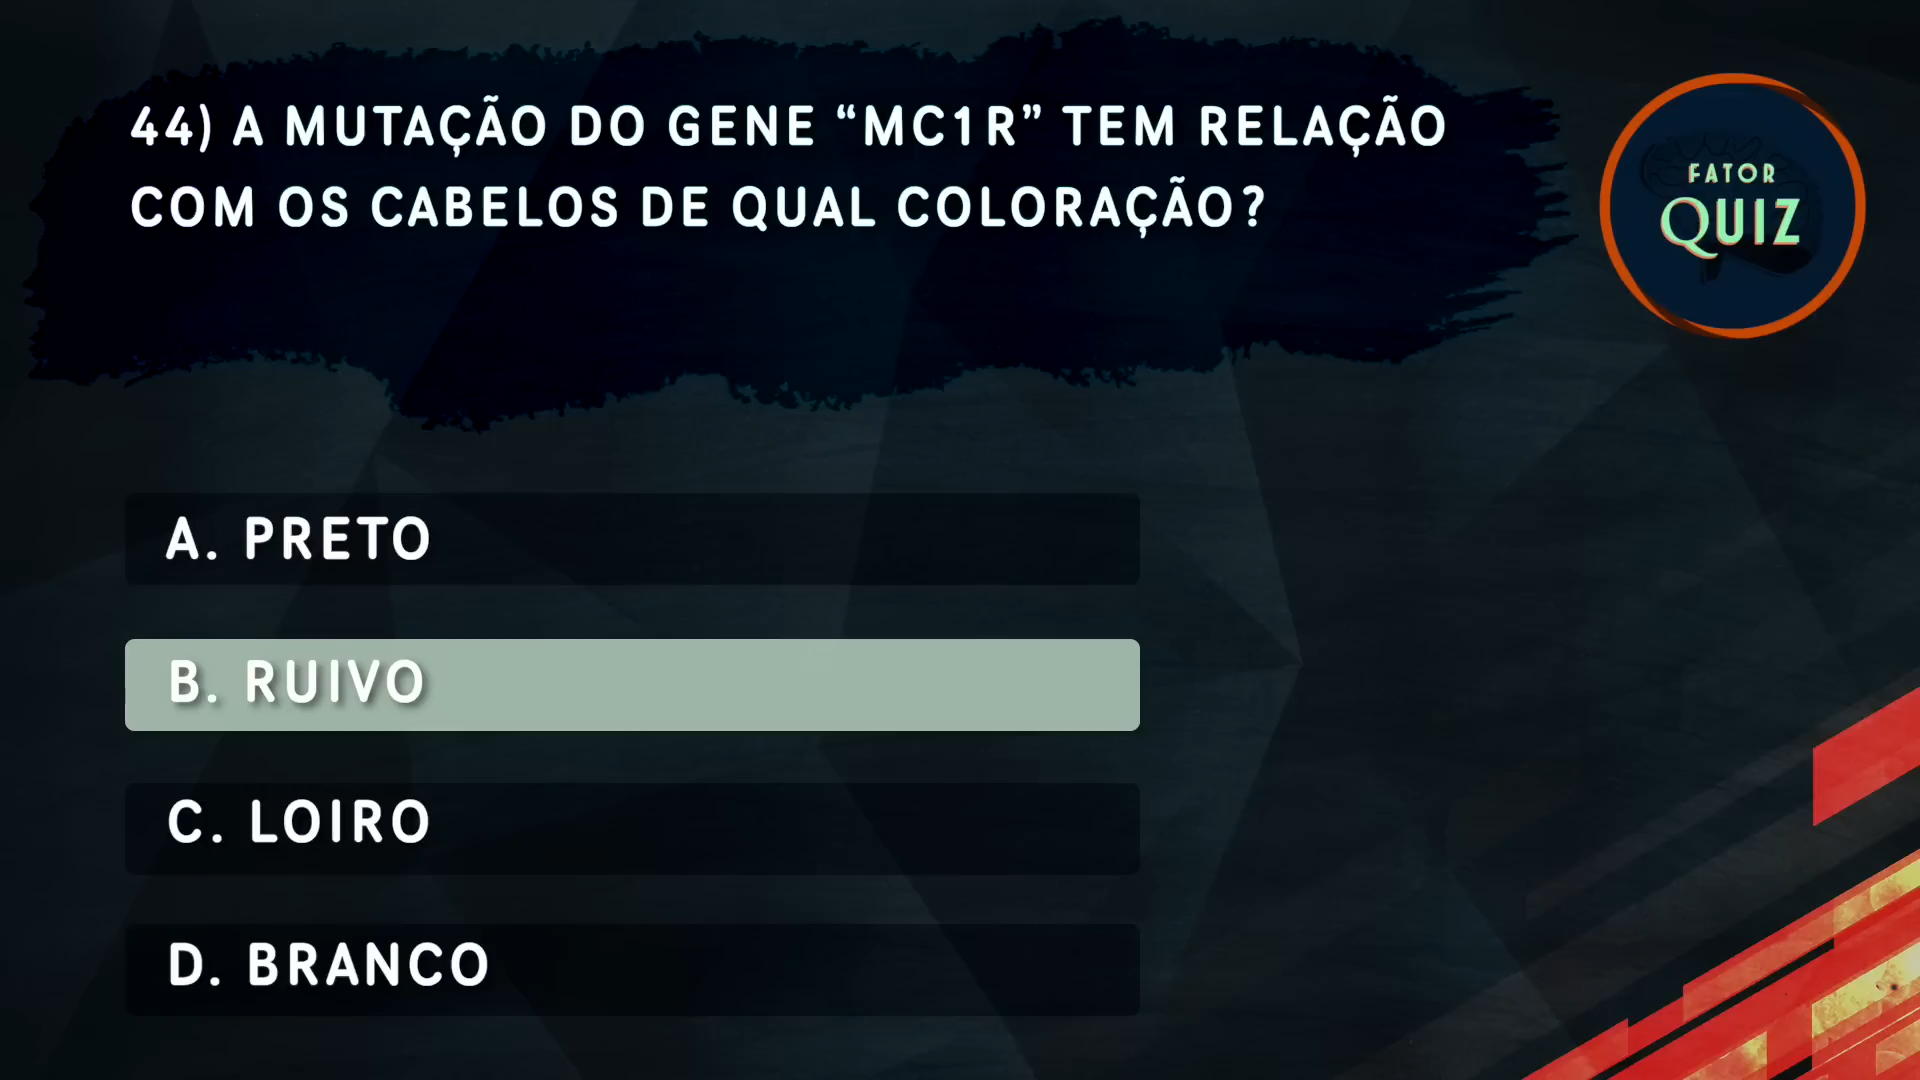 44) A MUTAÇÃO DO GENE “MC1R” TEM RELAÇÃO
COM OS CABELOS DE QUAL COLORAÇÃO?
FATOR
QUIZ
A. PRETO
B. RUIVO
C. LOIRO
D. BRANCO